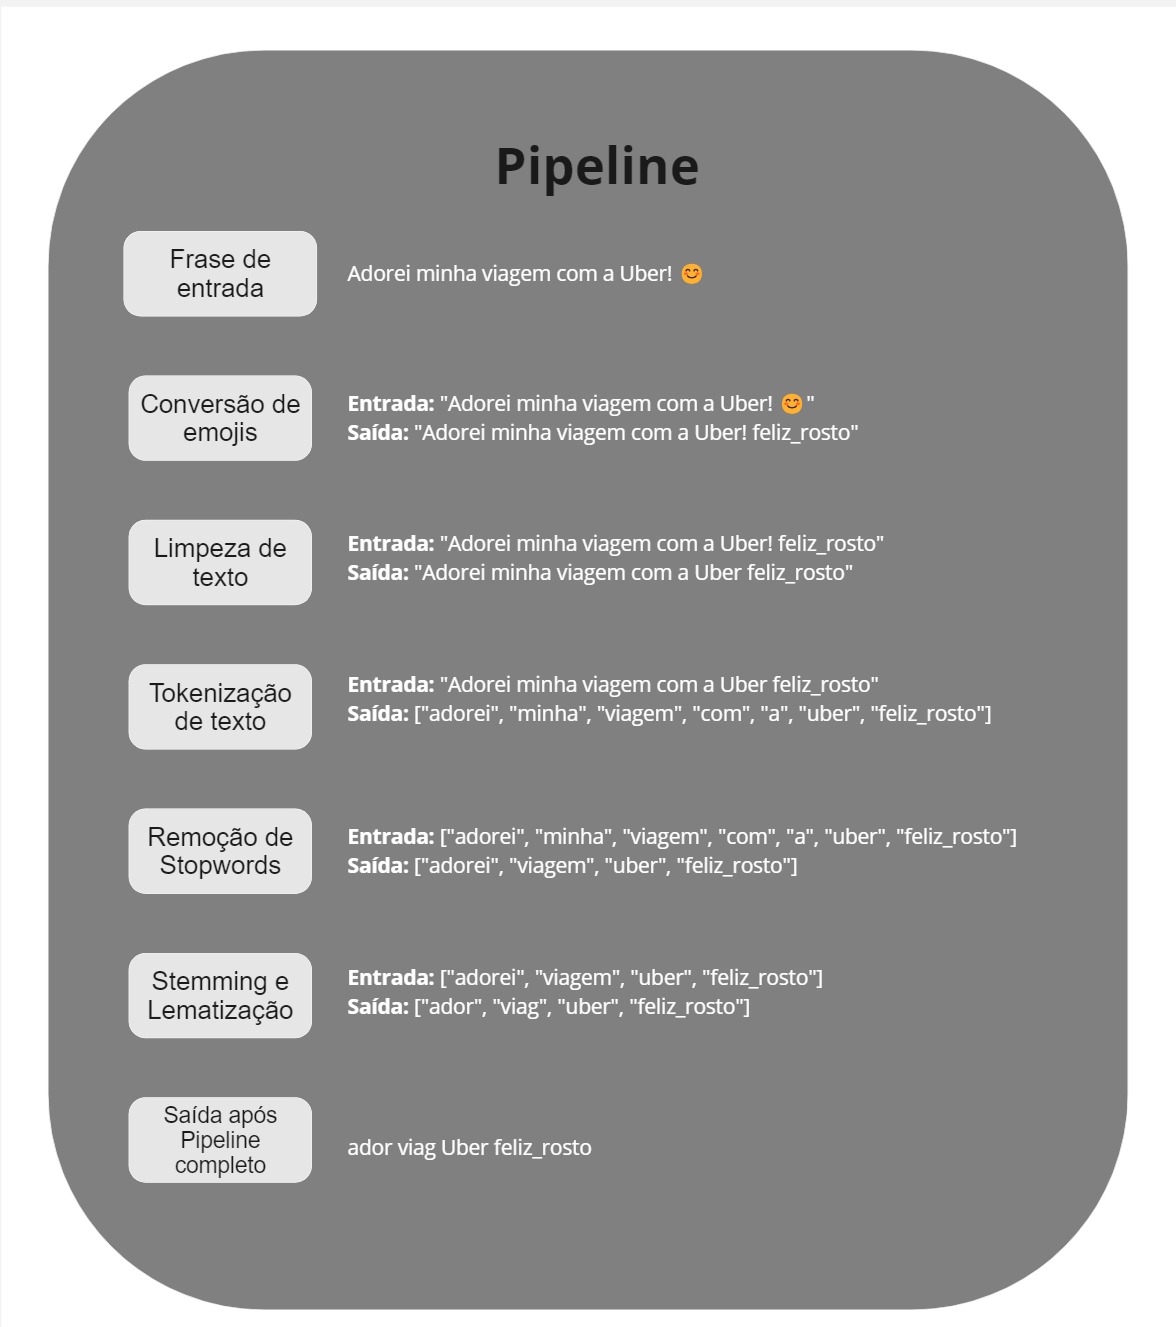 Pipeline
Frase de
entrada
Adorei minha viagem com a Uber! 😊
Conversão de
emojis
Entrada: "Adorei minha viagem com a Uber! 😊"
Saída: "Adorei minha viagem com a Uber! feliz_rosto"
Limpeza de
texto
Entrada: "Adorei minha viagem com a Uber! feliz_rosto"
Saída: "Adorei minha viagem com a Uber feliz_rosto"
Tokenização
de texto
Entrada: "Adorei minha viagem com a Uber feliz_rosto"
Saída: ["adorei", "minha", "viagem", "com", "a", "uber", "feliz_rosto"]
Remoção de
Stopwords
Entrada: ["adorei", "minha", "viagem", "com", "a", "uber", "feliz_rosto"]
Saída: ["adorei", "viagem", "uber", "feliz_rosto"]
Stemming e
Lematização
Entrada: ["adorei", "viagem", "uber", "feliz_rosto"]
Saída: ["ador", "viag", "uber", "feliz_rosto"]
Saída após
Pipeline
completo
ador viag Uber feliz_rosto